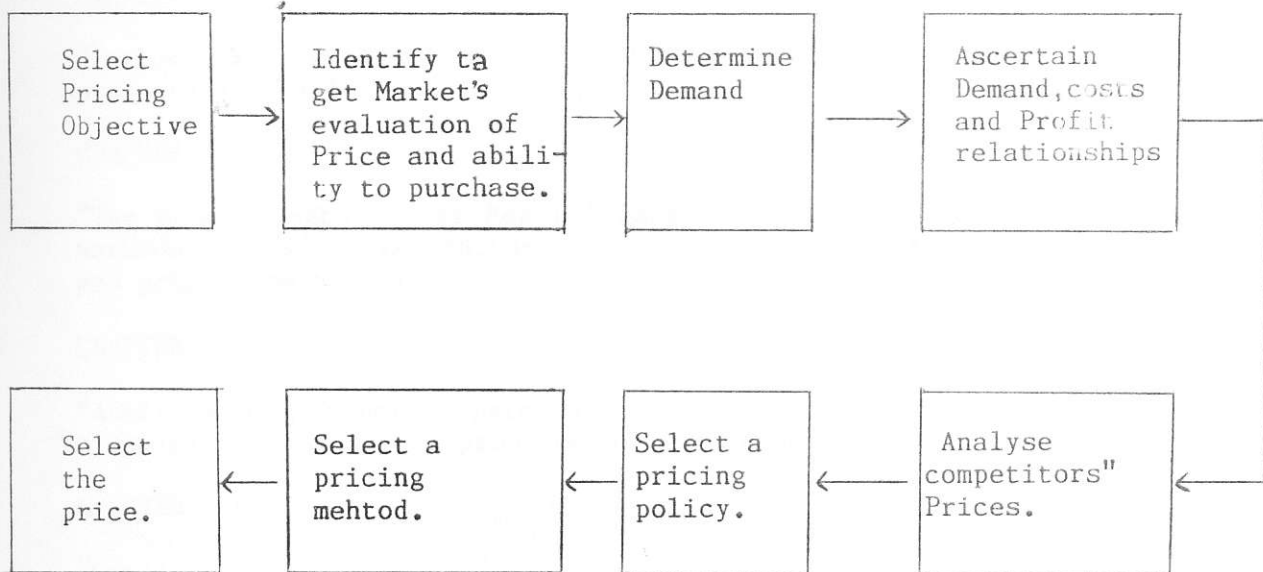 Select
Pricing
Objective
Identify ta
get Market's
evaluation of
Price and abili-
ty to purchase.
Determine
Demand
Ascertain
Demand,costs
and Profit
relationships
Analyse
competitors"
Prices.
Select a
pricing
policy.
Select a
pricing
mehtod.
Select
the
price.